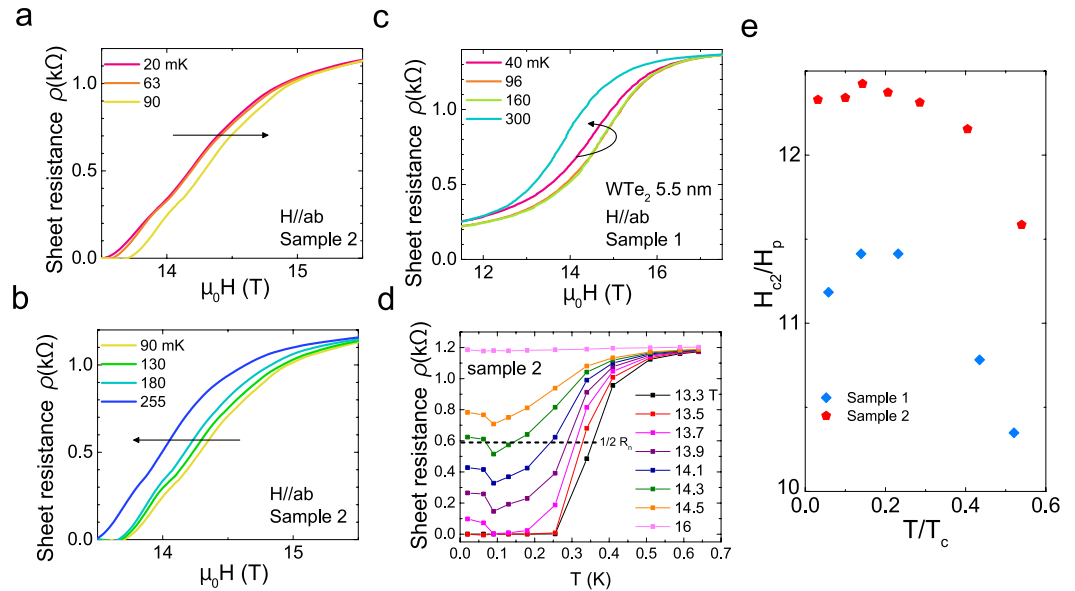 a
Sheet resistance ρ(kΩ)
1.0
0.5
0.0
20 mK
63
90
H//ab
Sample 2
14
15
μ₀H (T)
c
Sheet resistance ρ(kΩ)
1.0
0.5
0.0
40 mK
96
160
300
WTe₂ 5.5 nm
H//ab
Sample 1
12
14
16
μ₀H (T)
b
Sheet resistance ρ(kΩ)
1.0
0.5
0.0
90 mK
130
180
255
H//ab
Sample 2
14
15
μ₀H (T)
d
Sheet resistance ρ(kΩ)
1.2
1.0
0.8
0.6
0.4
0.2
0.0
sample 2
1/2 Rₙ
13.3 T
13.5
13.7
13.9
14.1
14.3
14.5
16
0.0 0.1 0.2 0.3 0.4 0.5 0.6 0.7
T (K)
e
H_c2/H_p
12
11
10
Sample 1
Sample 2
0.0 0.2 0.4 0.6
T/T_c